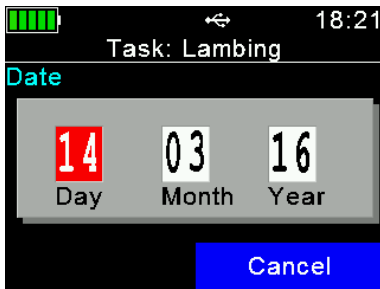 18:21
Task: Lambing
Date
14 03 16
Day Month Year
Cancel